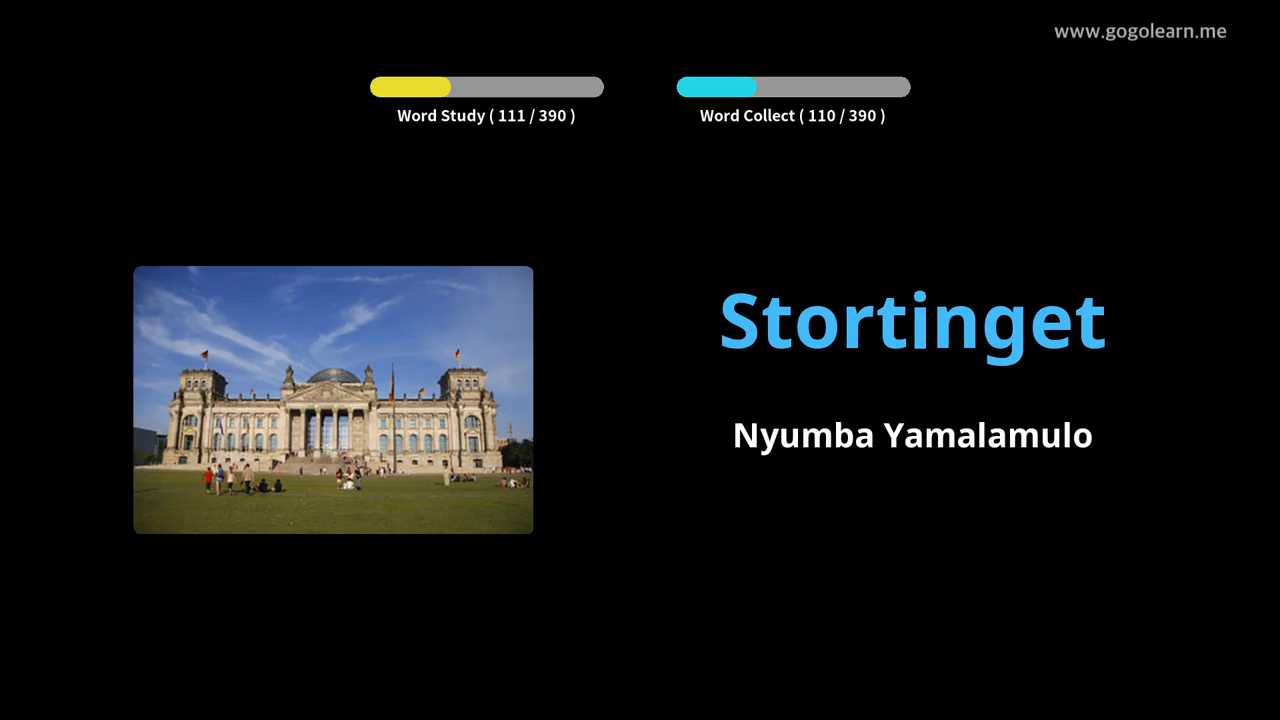 www.gogolearn.me
Word Study ( 111 / 390 )
Word Collect ( 110 / 390 )
Stortinget
Nyumba Yamalamulo